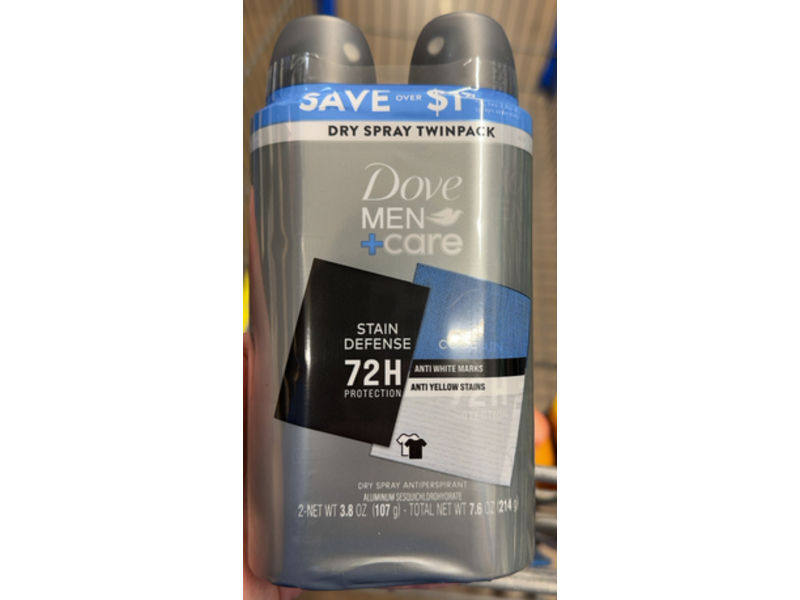 SAVE OVER $1
DRY SPRAY TWINPACK
Dove
MEN
+care
STAIN
DEFENSE
72H
PROTECTION
ANTI WHITE MARKS
ANTI YELLOW STAINS
72H
DRY SPRAY ANTIPERSPIRANT
ALUMINUM SESQUICHLOROHYDRATE
2-NET WT 3.8 OZ (107 g) - TOTAL NET WT 7.6 OZ (214 g)